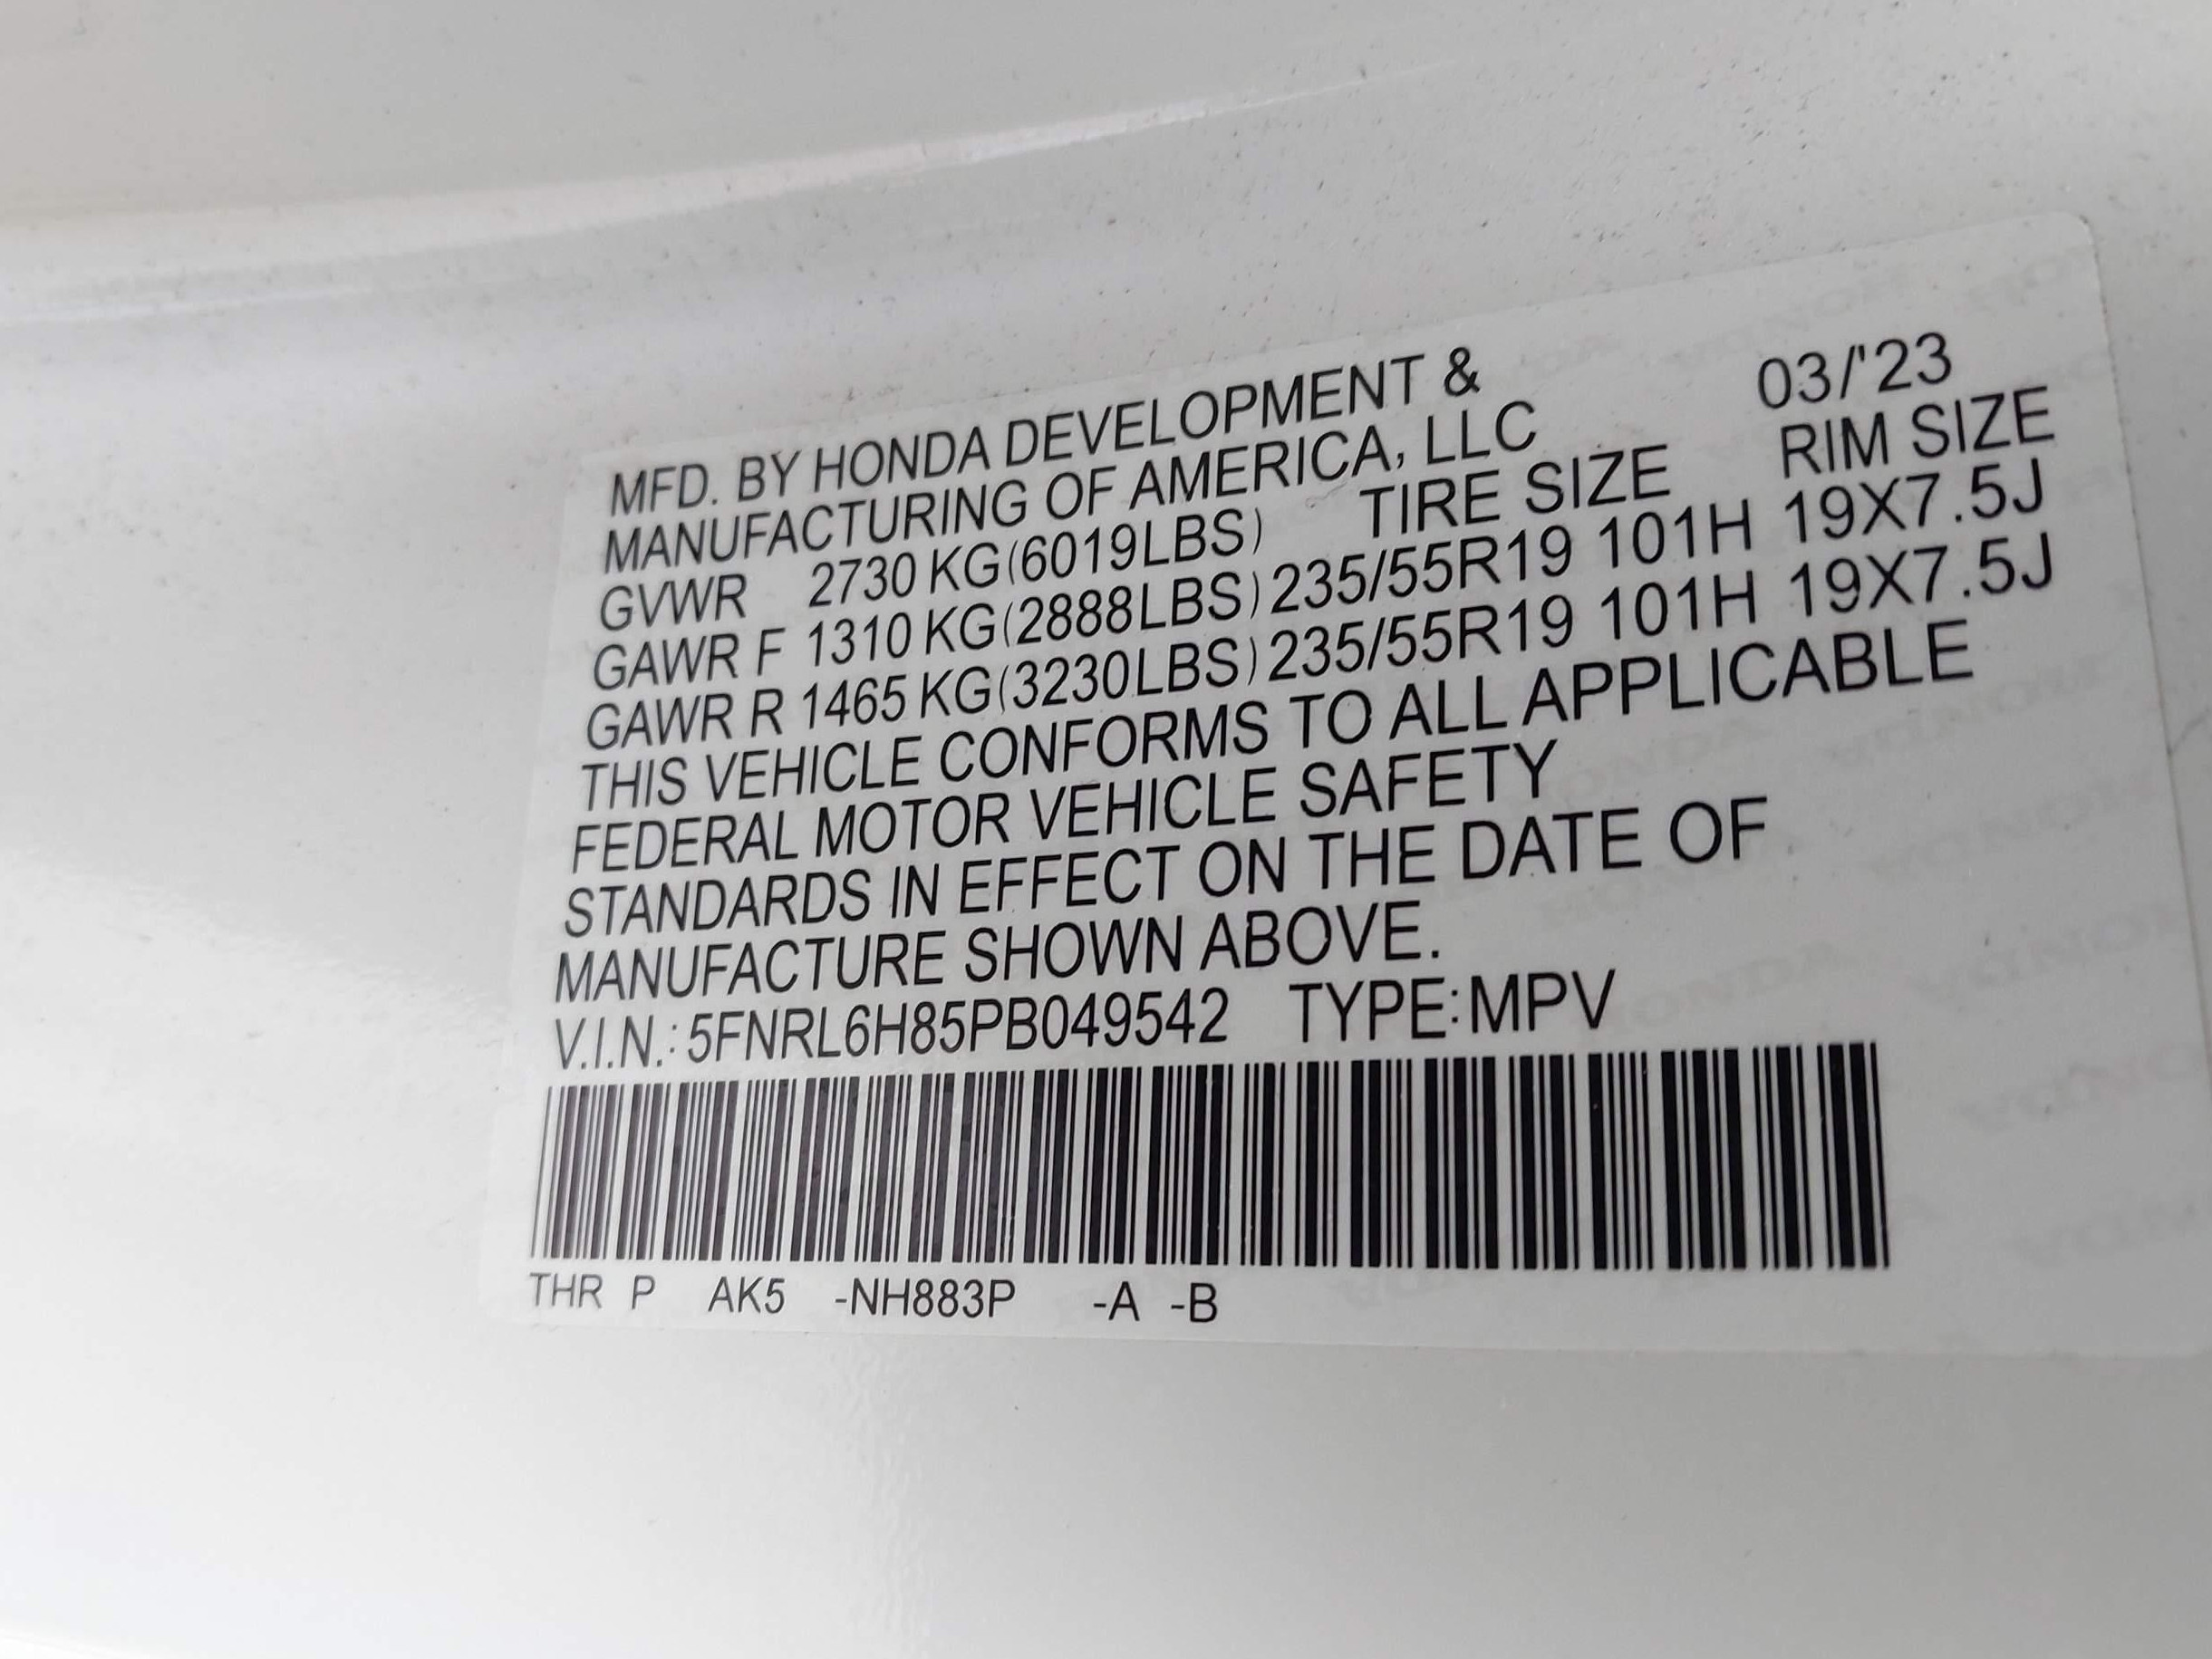 MFD. BY HONDA DEVELOPMENT & 03/'23
MANUFACTURING OF AMERICA, LLC RIM SIZE
GVWR 2730 KG(6019LBS) TIRE SIZE
GAWR F 1310 KG(2888LBS) 235/55R19 101H 19X7.5J
GAWR R 1465 KG(3230LBS) 235/55R19 101H 19X7.5J
THIS VEHICLE CONFORMS TO ALL APPLICABLE
FEDERAL MOTOR VEHICLE SAFETY
STANDARDS IN EFFECT ON THE DATE OF
MANUFACTURE SHOWN ABOVE.
V.I.N.: 5FNRL6H85PB049542 TYPE:MPV
THR P AK5 -NH883P -A -B